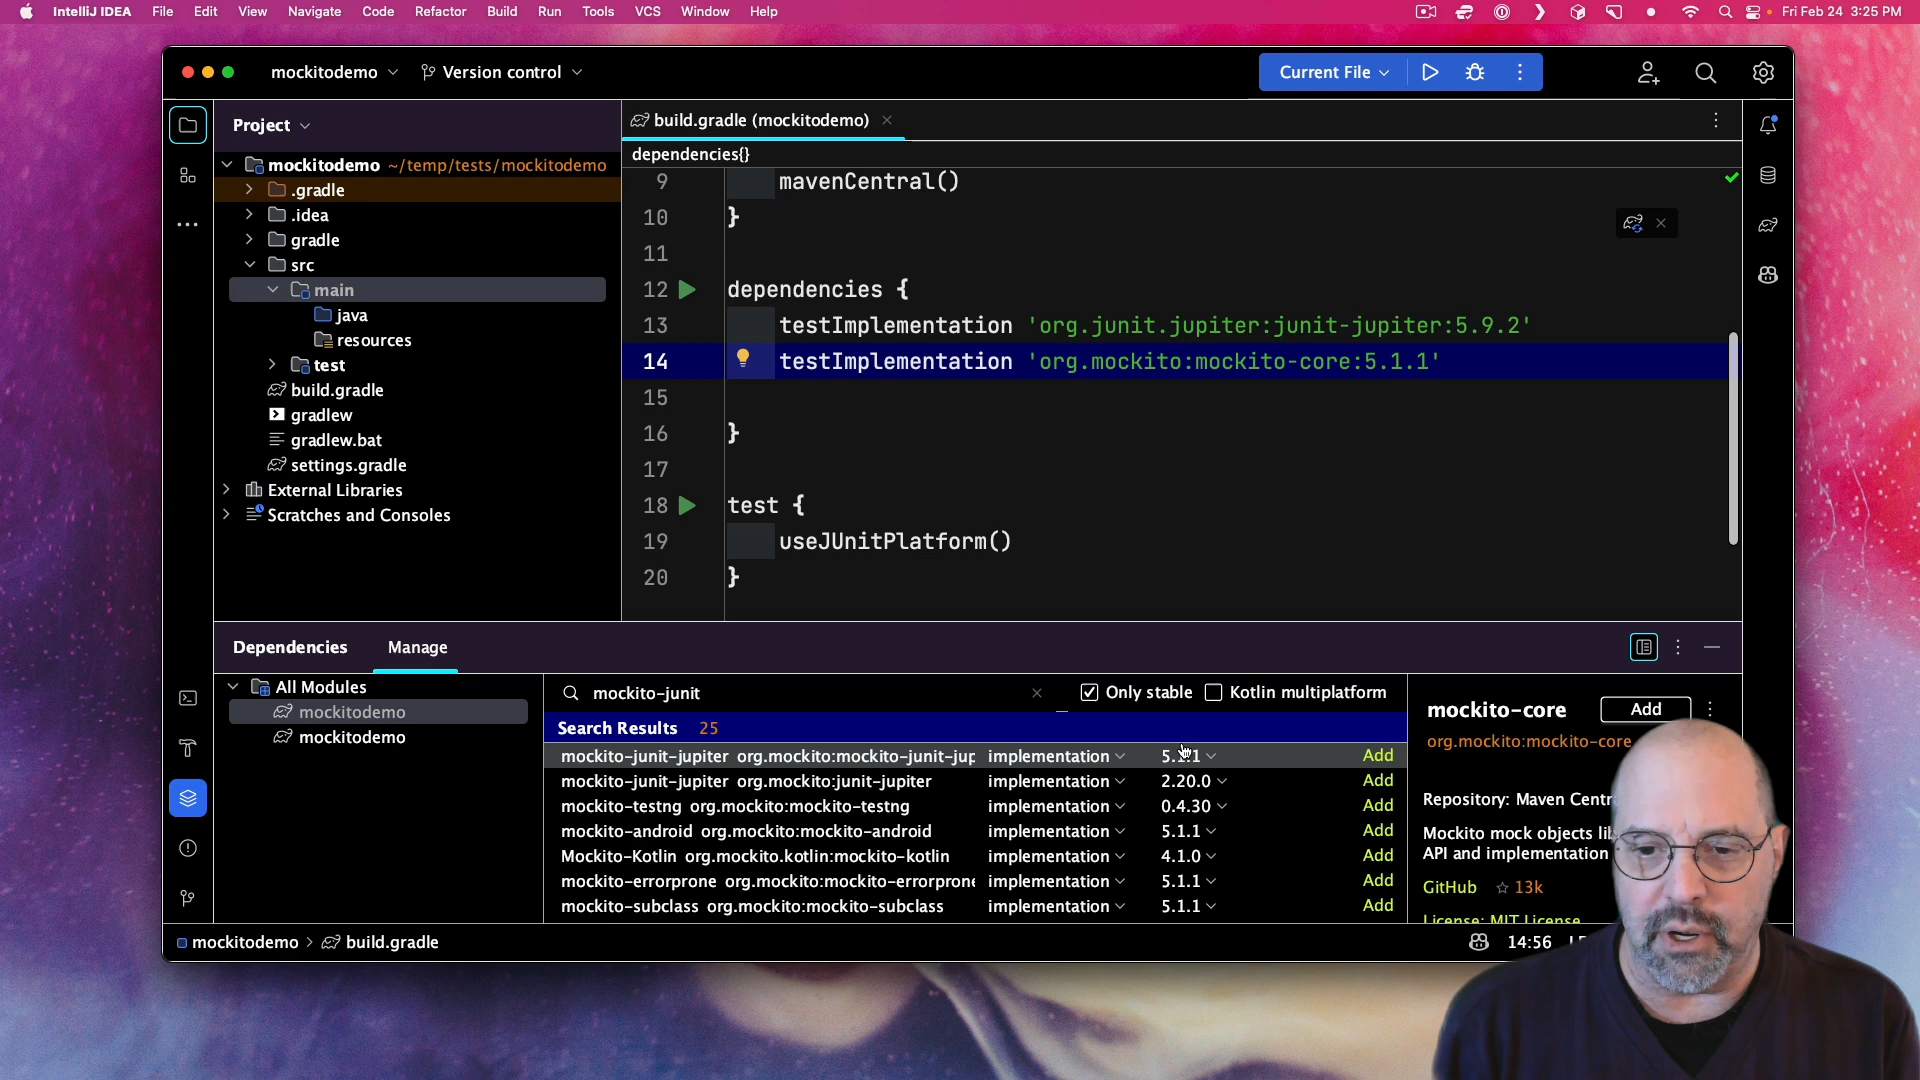 IntelliJ IDEA File Edit View Navigate Code Refactor Build Run Tools VCS Window Help Fri Feb 24 3:25 PM
mockitodemo Version control Current File
Project
build.gradle (mockitodemo)
dependencies{}
mockitodemo ~/temp/tests/mockitodemo
.gradle
.idea
gradle
src
main
java
resources
test
build.gradle
gradlew
gradlew.bat
settings.gradle
External Libraries
Scratches and Consoles
9 mavenCentral()
10 }
11
12 dependencies {
13 testImplementation 'org.junit.jupiter:junit-jupiter:5.9.2'
14 testImplementation 'org.mockito:mockito-core:5.1.1'
15
16 }
17
18 test {
19 useJUnitPlatform()
20 }
Dependencies Manage
All Modules
mockitodemo
mockitodemo
mockito-junit Only stable Kotlin multiplatform
Search Results 25
mockito-junit-jupiter org.mockito:mockito-junit-jup implementation 5.1.1 Add
mockito-junit-jupiter org.mockito:junit-jupiter implementation 2.20.0 Add
mockito-testng org.mockito:mockito-testng implementation 0.4.30 Add
mockito-android org.mockito:mockito-android implementation 5.1.1 Add
Mockito-Kotlin org.mockito.kotlin:mockito-kotlin implementation 4.1.0 Add
mockito-errorprone org.mockito:mockito-errorprone implementation 5.1.1 Add
mockito-subclass org.mockito:mockito-subclass implementation 5.1.1 Add
mockito-core Add
org.mockito:mockito-core
Repository: Maven Centr
Mockito mock objects li
API and implementation
GitHub 13k
License: MIT License
mockitodemo > build.gradle 14:56